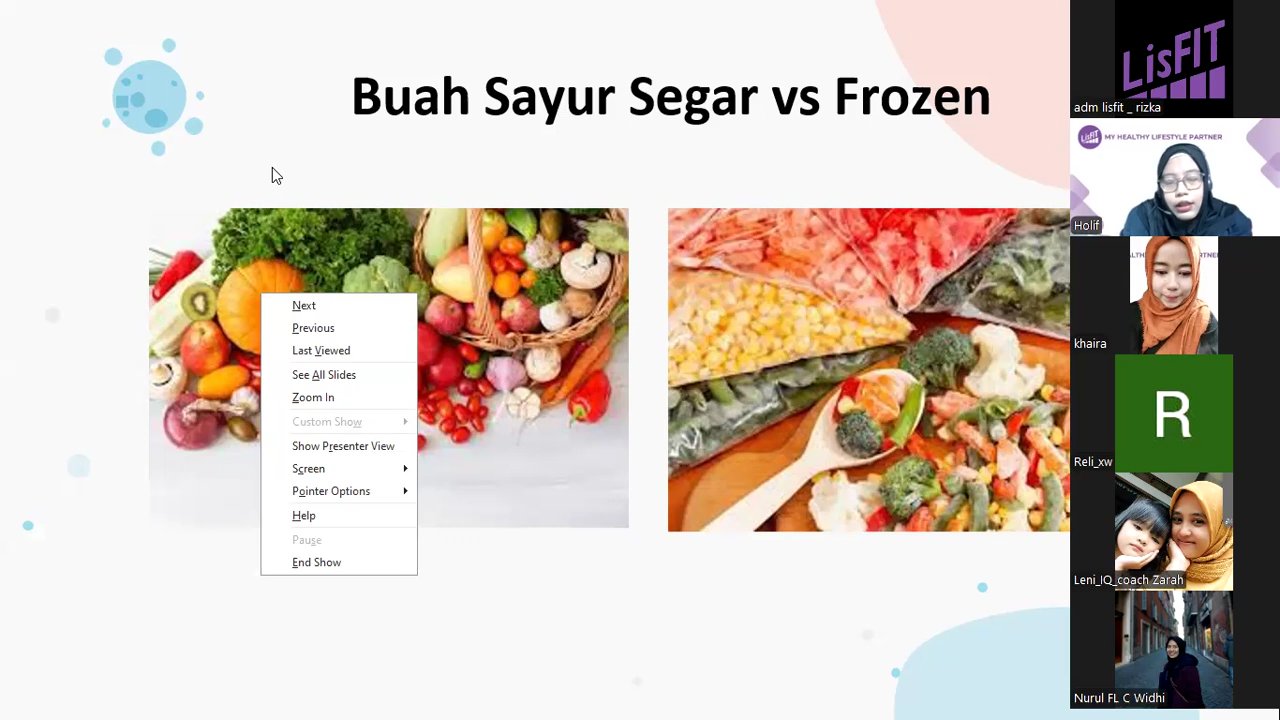 Buah Sayur Segar vs Frozen
Next
Previous
Last Viewed
See All Slides
Zoom In
Custom Show
Show Presenter View
Screen
Pointer Options
Help
Pause
End Show
LISFIT
adm lisfit _ rizka
LISFIT MY HEALTHY LIFESTYLE PARTNER
Holif
khaira
R
Reli_xw
Leni_IQ_coach Zarah
Nurul FL C Widhi